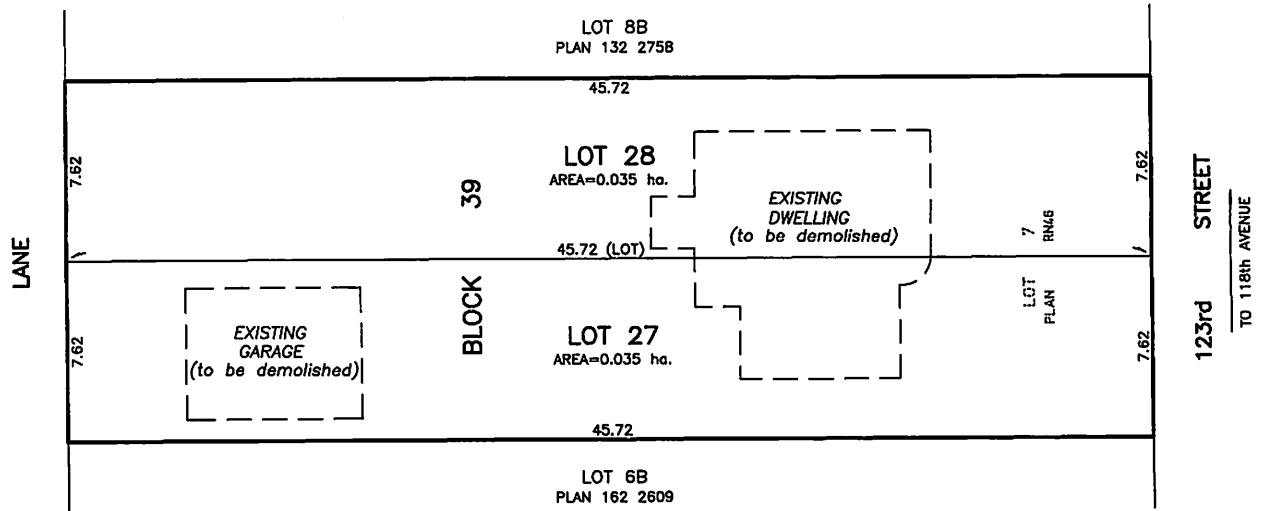 LOT 8B
PLAN 132 2758
45.72
LANE
7.62
LOT 28
AREA=0.035 ha.
39
EXISTING
DWELLING
(to be demolished)
7
RN46
7.62
123rd STREET
TO 118th AVENUE
45.72 (LOT)
BLOCK
LOT
PLAN
7.62
EXISTING
GARAGE
(to be demolished)
LOT 27
AREA=0.035 ha.
7.62
45.72
LOT 6B
PLAN 162 2609